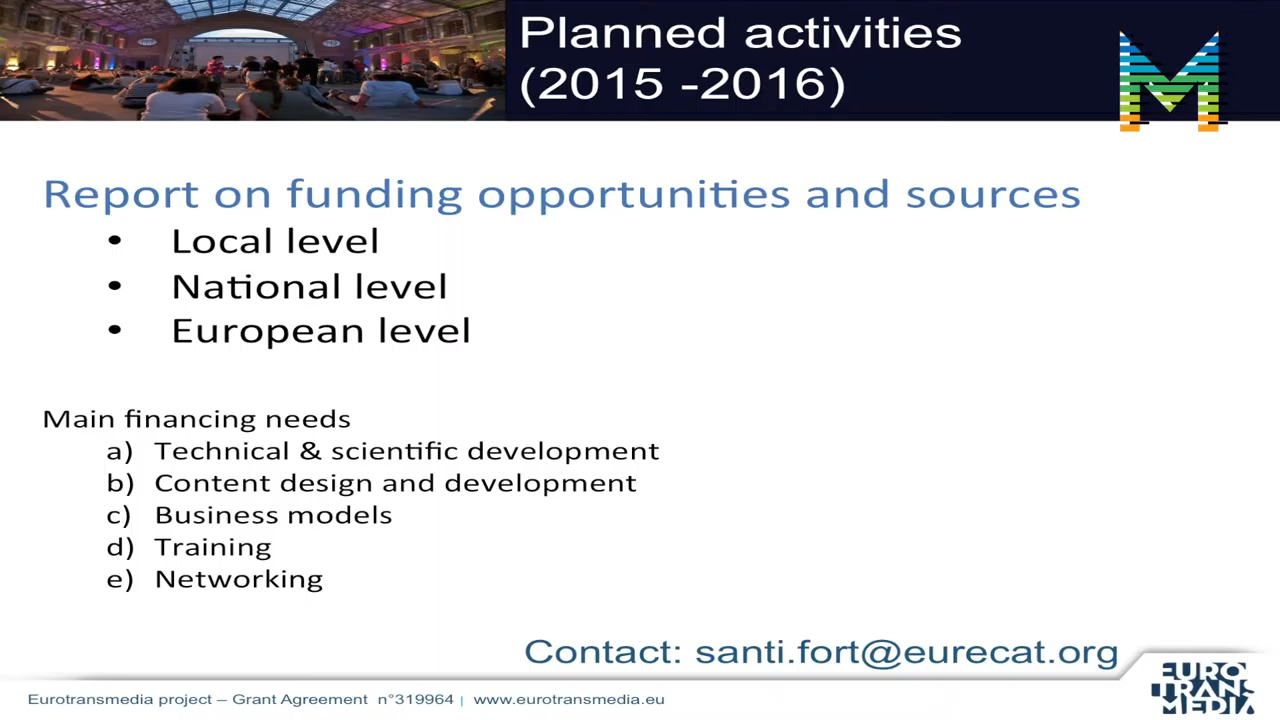 Planned activities
(2015 -2016)
Report on funding opportunities and sources
• Local level
• National level
• European level
Main financing needs
a) Technical & scientific development
b) Content design and development
c) Business models
d) Training
e) Networking
Contact: santi.fort@eurecat.org
Eurotransmedia project – Grant Agreement n°319964 | www.eurotransmedia.eu
EURO
TRANS
MEDIA